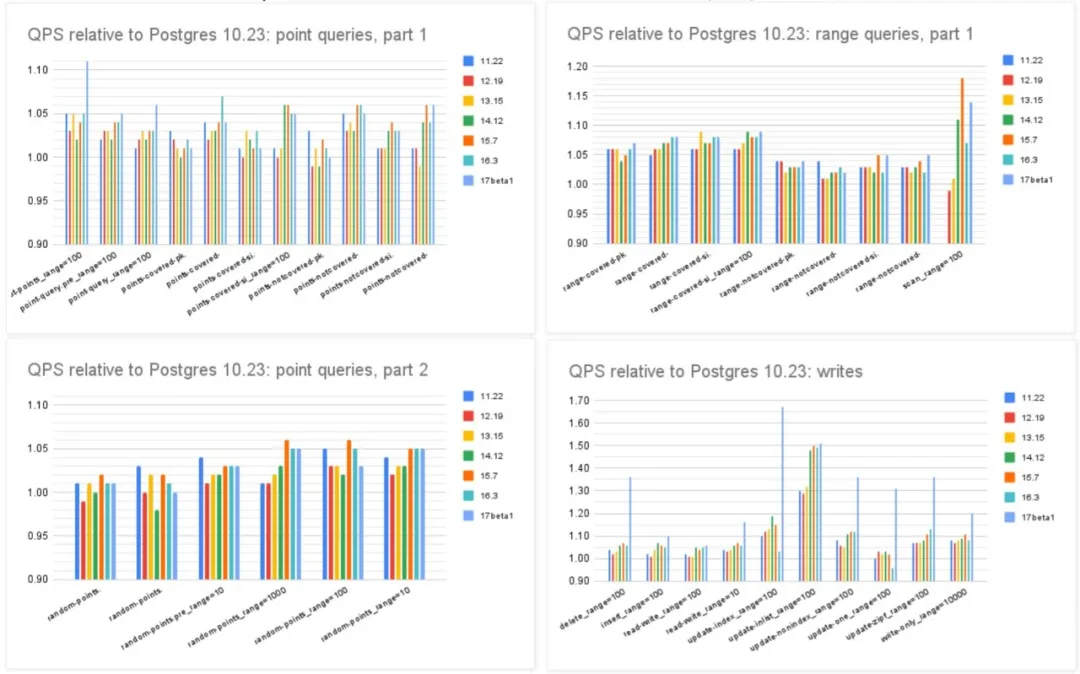 QPS relative to Postgres 10.23: point queries, part 1
1.10
1.05
1.00
0.95
0.90
11.22
12.19
13.15
14.12
15.7
16.3
17beta1
t-points_range=100
point-query.pre_range=100
point-query_range=100
points-covered-pk.
points-covered-
points-covered-si.
points-covered-si_range=100
points-notcovered-pk
points-notcovered-
points-notcovered-si.
points-notcovered-
QPS relative to Postgres 10.23: range queries, part 1
1.20
1.15
1.10
1.05
1.00
0.95
0.90
11.22
12.19
13.15
14.12
15.7
16.3
17beta1
range-covered-pk.
range-covered-
range-covered-si.
range-covered-si_range=100
range-notcovered-pk
range-notcovered-
range-notcovered-si.
range-notcovered-
scan_range=100
QPS relative to Postgres 10.23: point queries, part 2
1.10
1.05
1.00
0.95
0.90
11.22
12.19
13.15
14.12
15.7
16.3
17beta1
random-points.
random-points.
random-points.pre_range=10
random-points_range=1000
random-points_range=100
random-points_range=10
QPS relative to Postgres 10.23: writes
1.70
1.60
1.50
1.40
1.30
1.20
1.10
1.00
0.90
11.22
12.19
13.15
14.12
15.7
16.3
17beta1
delete_range=100
insert_range=100
read-write_range=100
read-write_range=10
update-index_range=100
update-inlist_range=100
update-nonindex_range=100
update-one_range=100
update-zipf_range=100
write-only_range=10000